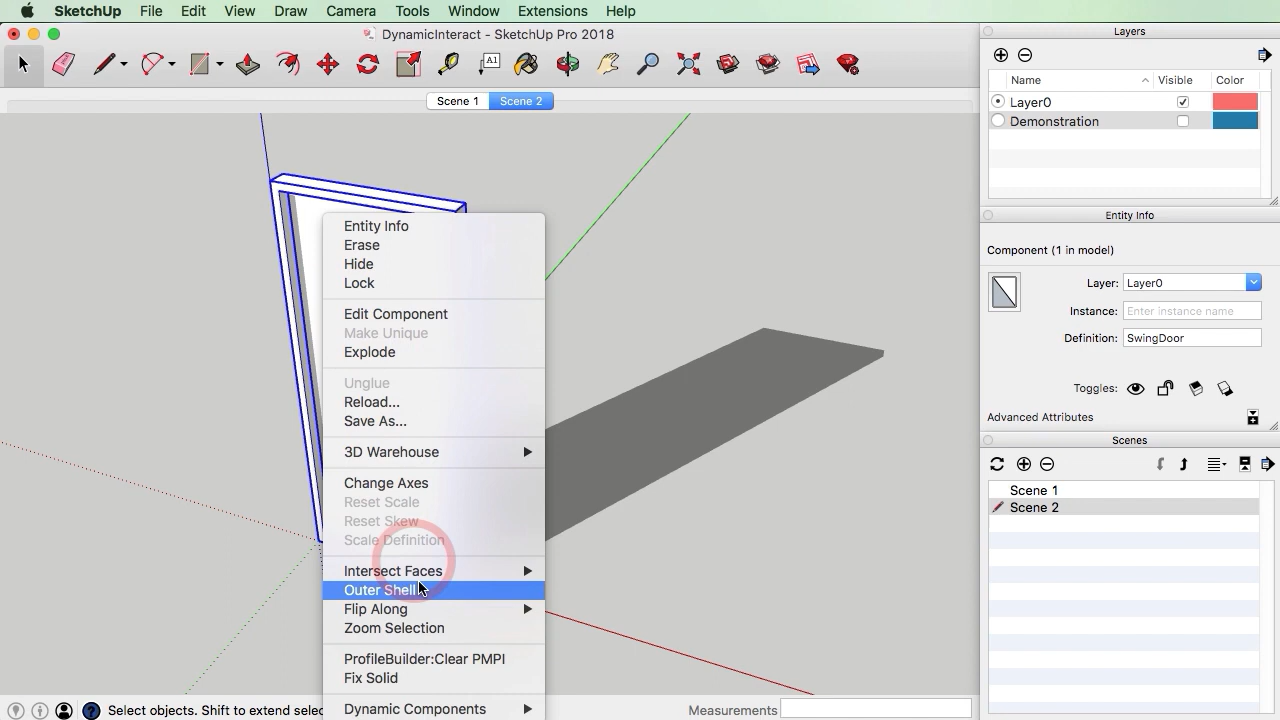 SketchUp File Edit View Draw Camera Tools Window Extensions Help
DynamicInteract - SketchUp Pro 2018
A1
Scene 1 Scene 2
Entity Info
Erase
Hide
Lock
Edit Component
Make Unique
Explode
Unglue
Reload...
Save As...
3D Warehouse
Change Axes
Reset Scale
Reset Skew
Scale Definition
Intersect Faces
Outer Shell
Flip Along
Zoom Selection
ProfileBuilder:Clear PMPI
Fix Solid
Dynamic Components
Layers
Name Visible Color
Layer0
Demonstration
Entity Info
Component (1 in model)
Layer: Layer0
Instance: Enter instance name
Definition: SwingDoor
Toggles:
Advanced Attributes
Scenes
Scene 1
Scene 2
Select objects. Shift to extend selec
Measurements